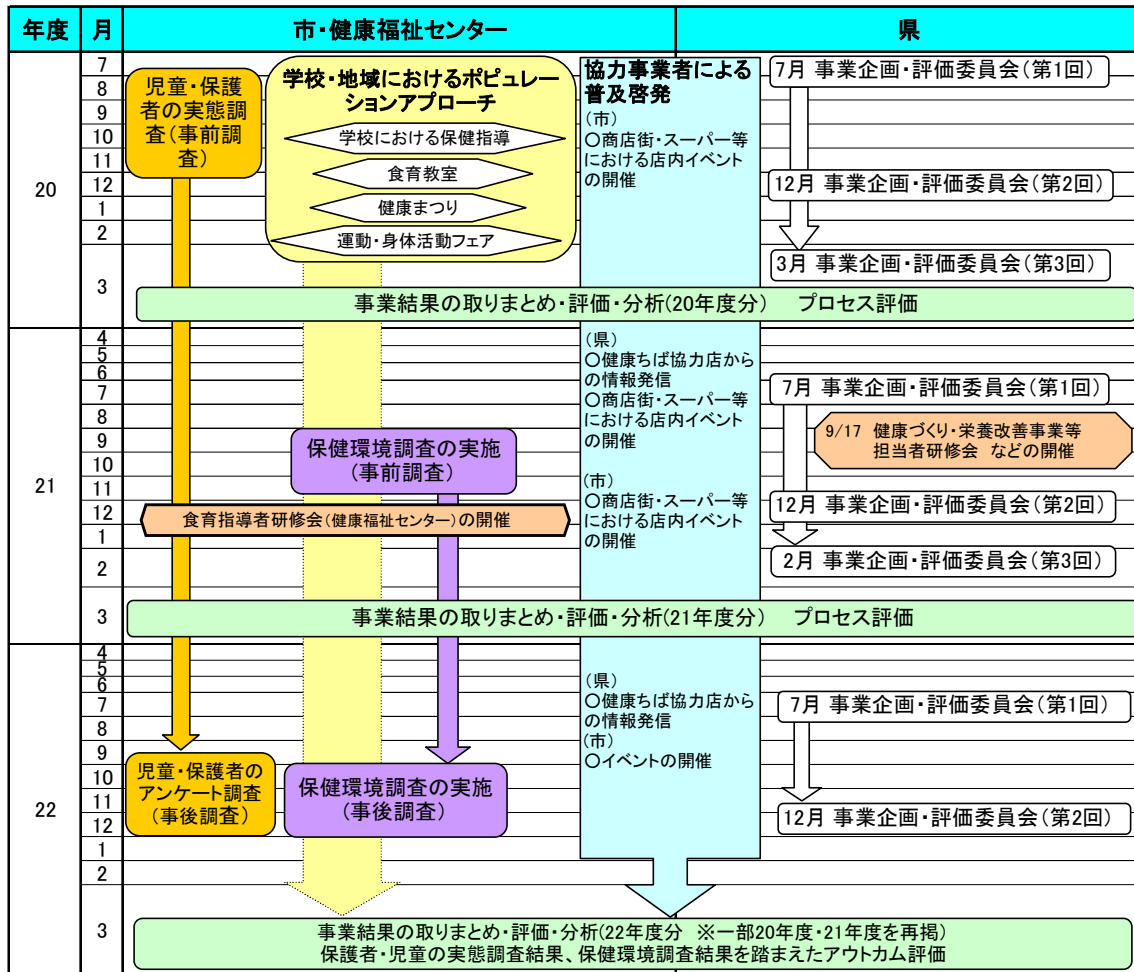 年度 月 市・健康福祉センター 県
20
7
8
9
10
11
12
1
2
3
児童・保護
者の実態調
査(事前調
査)
学校・地域におけるポピュレー
ションアプローチ
学校における保健指導
食育教室
健康まつり
運動・身体活動フェア
協力事業者による
普及啓発
(市)
○商店街・スーパー等
における店内イベント
の開催
7月 事業企画・評価委員会(第1回)
12月 事業企画・評価委員会(第2回)
3月 事業企画・評価委員会(第3回)
事業結果の取りまとめ・評価・分析(20年度分) プロセス評価
21
4
5
6
7
8
9
10
11
12
1
2
3
保健環境調査の実施
(事前調査)
食育指導者研修会(健康福祉センター)の開催
(県)
○健康ちば協力店から
の情報発信
○商店街・スーパー等
における店内イベント
の開催
(市)
○商店街・スーパー等
における店内イベント
の開催
7月 事業企画・評価委員会(第1回)
9/17 健康づくり・栄養改善事業等
担当者研修会 などの開催
12月 事業企画・評価委員会(第2回)
2月 事業企画・評価委員会(第3回)
事業結果の取りまとめ・評価・分析(21年度分) プロセス評価
22
4
5
6
7
8
9
10
11
12
1
2
3
児童・保護者の
アンケート調査
(事後調査)
保健環境調査の実施
(事後調査)
(県)
○健康ちば協力店から
の情報発信
(市)
○イベントの開催
7月 事業企画・評価委員会(第1回)
12月 事業企画・評価委員会(第2回)
事業結果の取りまとめ・評価・分析(22年度分 ※一部20年度・21年度を再掲)
保護者・児童の実態調査結果、保健環境調査結果を踏まえたアウトカム評価